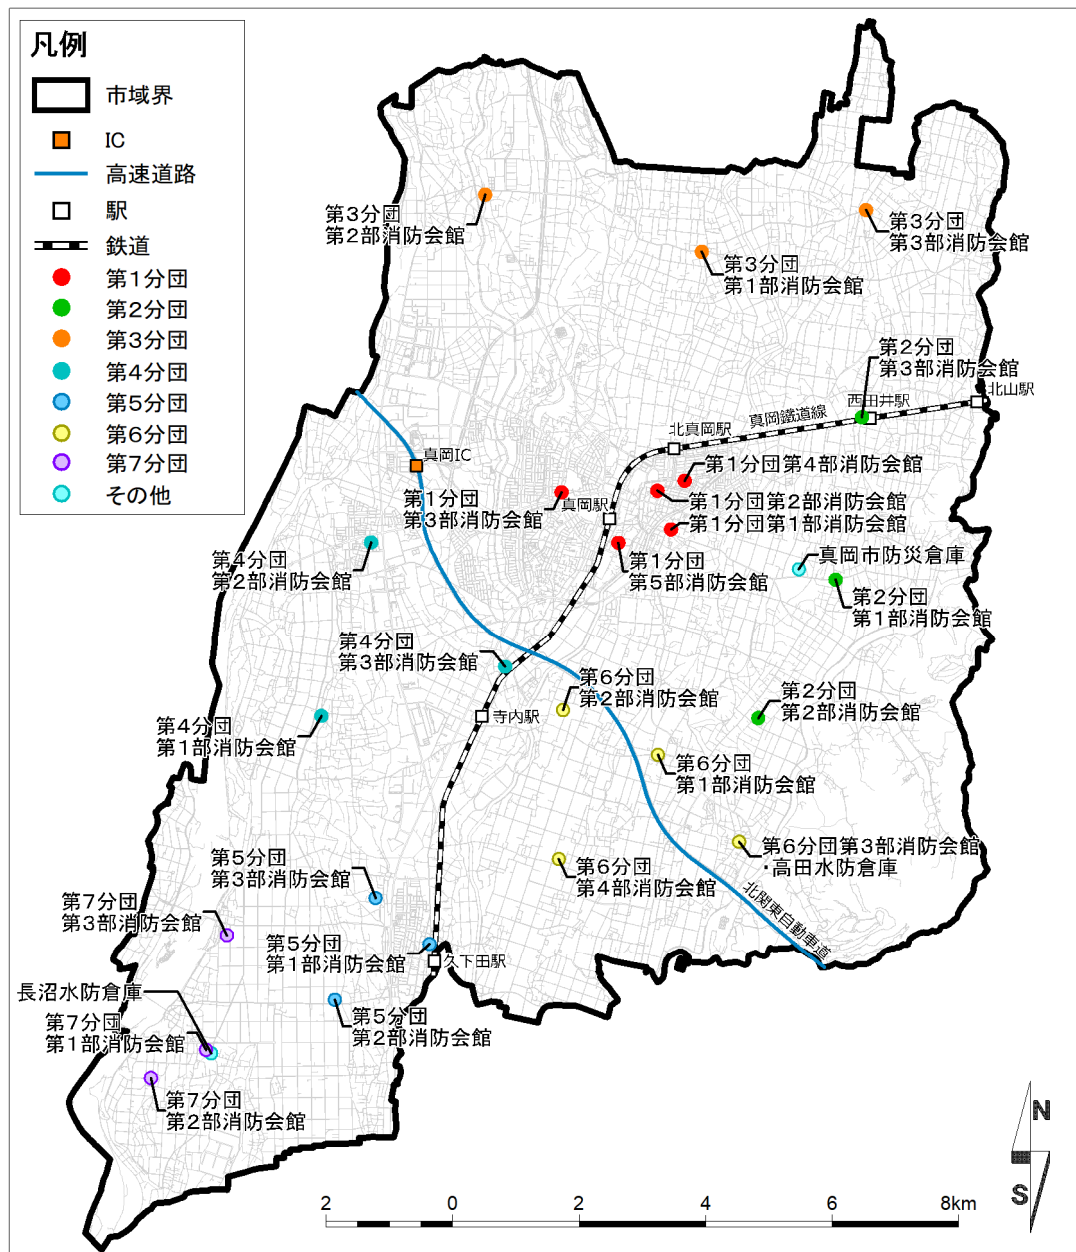 凡例
市域界
IC
高速道路
駅
鉄道
第1分団
第2分団
第3分団
第4分団
第5分団
第6分団
第7分団
その他
第3分団
第2部消防会館
第3分団
第3部消防会館
第3分団
第1部消防会館
第2分団
第3部消防会館
北山駅
西田井駅
真岡鐵道線
北真岡駅
真岡IC
第1分団第4部消防会館
第1分団
第3部消防会館
第1分団第2部消防会館
真岡駅
第1分団第1部消防会館
第4分団
第2部消防会館
第1分団
第5部消防会館
真岡市防災倉庫
第2分団
第1部消防会館
第4分団
第3部消防会館
第6分団
第2部消防会館
第2分団
第2部消防会館
第4分団
第1部消防会館
寺内駅
第6分団
第1部消防会館
第6分団第3部消防会館
・高田水防倉庫
第5分団
第3部消防会館
第6分団
第4部消防会館
北関東自動車道
第7分団
第3部消防会館
第5分団
第1部消防会館
久下田駅
長沼水防倉庫
第7分団
第1部消防会館
第5分団
第2部消防会館
第7分団
第2部消防会館
N
S
2 0 2 4 6 8km